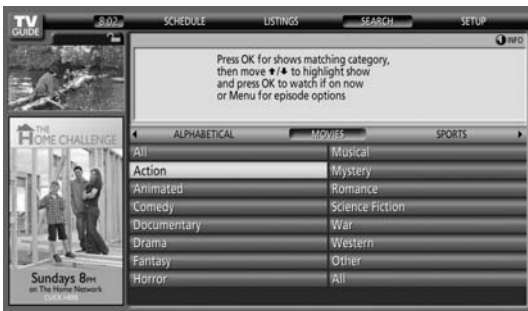 TV
GUIDE
8:02
SCHEDULE
LISTINGS
SEARCH
SETUP
INFO
Press OK for shows matching category,
then move ↑/↓ to highlight show
and press OK to watch if on now
or Menu for episode options
THE
HOME CHALLENGE
Sundays 8PM
on The Home Network
CLICK HERE
ALPHABETICAL
MOVIES
SPORTS
All
Action
Animated
Comedy
Documentary
Drama
Fantasy
Horror
Musical
Mystery
Romance
Science Fiction
War
Western
Other
All